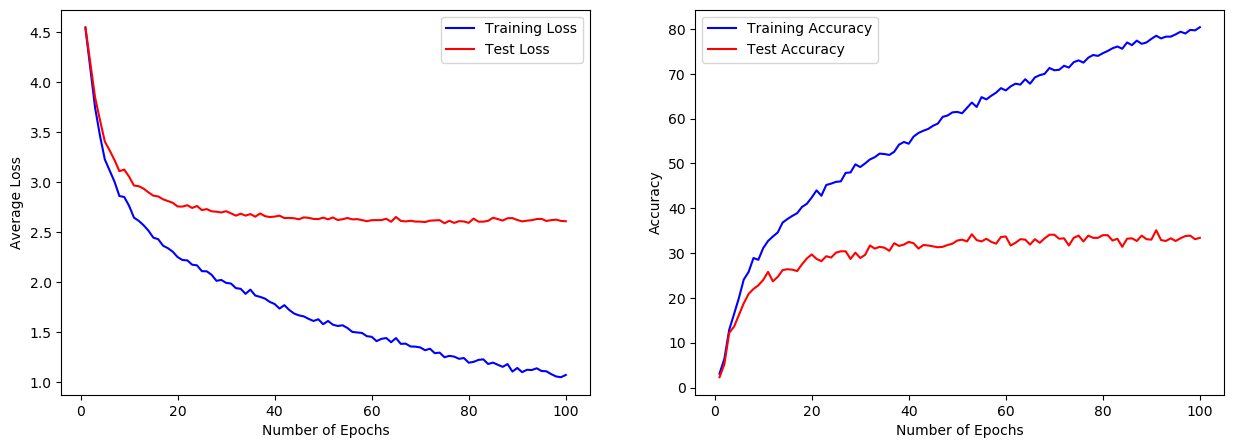 4.5
4.0
3.5
3.0
2.5
2.0
1.5
1.0
Average Loss
0 20 40 60 80 100
Number of Epochs
Training Loss
Test Loss
80
70
60
50
40
30
20
10
0
Accuracy
0 20 40 60 80 100
Number of Epochs
Training Accuracy
Test Accuracy